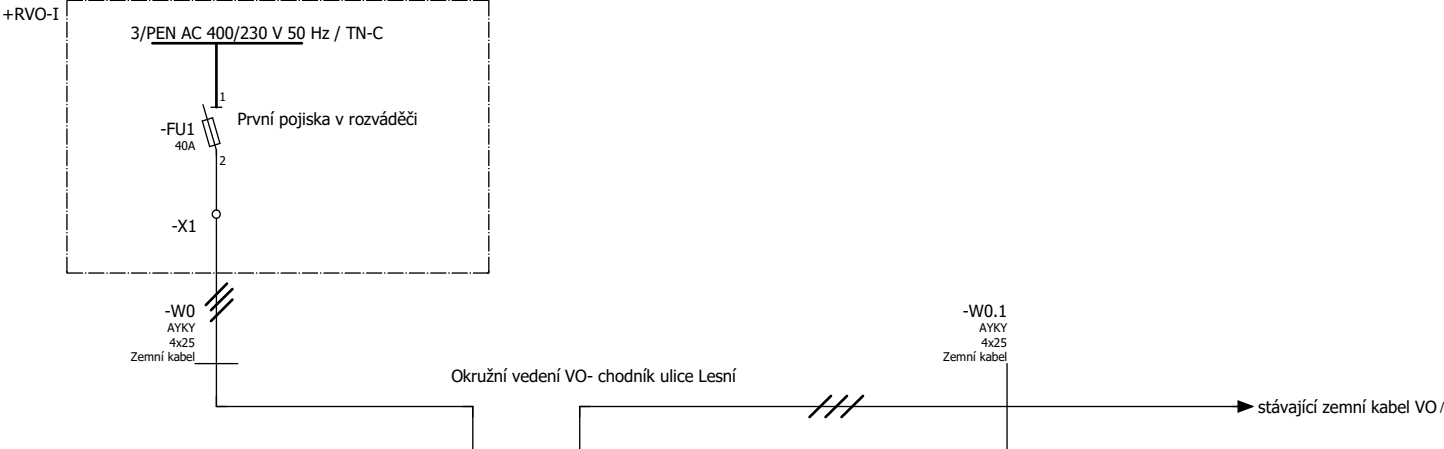 +RVO-I
3/PEN AC 400/230 V 50 Hz / TN-C
1
-FU1
40A
První pojiska v rozváděči
2
-X1
-W0
AYKY
4x25
Zemní kabel
-W0.1
AYKY
4x25
Zemní kabel
Okružní vedení VO- chodník ulice Lesní
stávající zemní kabel VO /